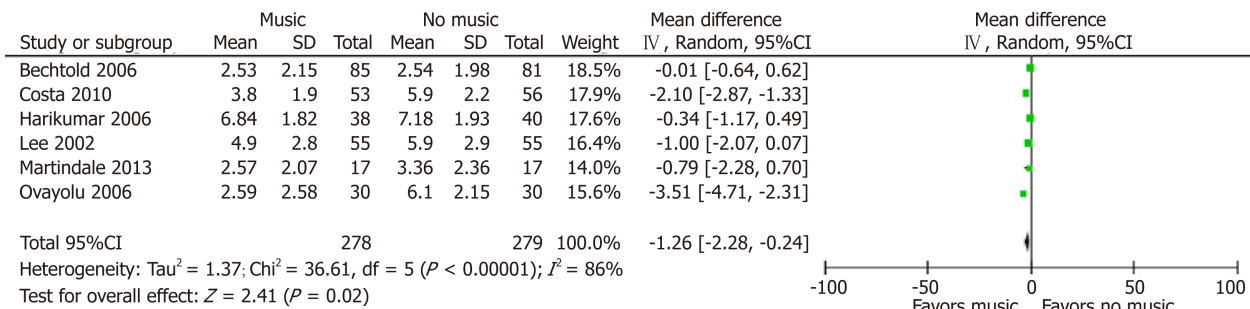 Music No music Mean difference Mean difference
Study or subgroup Mean SD Total Mean SD Total Weight Ⅳ, Random, 95%CI Ⅳ, Random, 95%CI
Bechtold 2006 2.53 2.15 85 2.54 1.98 81 18.5% -0.01 [-0.64, 0.62]
Costa 2010 3.8 1.9 53 5.9 2.2 56 17.9% -2.10 [-2.87, -1.33]
Harikumar 2006 6.84 1.82 38 7.18 1.93 40 17.6% -0.34 [-1.17, 0.49]
Lee 2002 4.9 2.8 55 5.9 2.9 55 16.4% -1.00 [-2.07, 0.07]
Martindale 2013 2.57 2.07 17 3.36 2.36 17 14.0% -0.79 [-2.28, 0.70]
Ovayolu 2006 2.59 2.58 30 6.1 2.15 30 15.6% -3.51 [-4.71, -2.31]
Total 95%CI 278 279 100.0% -1.26 [-2.28, -0.24]
Heterogeneity: Tau² = 1.37; Chi² = 36.61, df = 5 (P < 0.00001); I² = 86%
Test for overall effect: Z = 2.41 (P = 0.02)
-100 -50 0 50 100
Favors music Favors no music